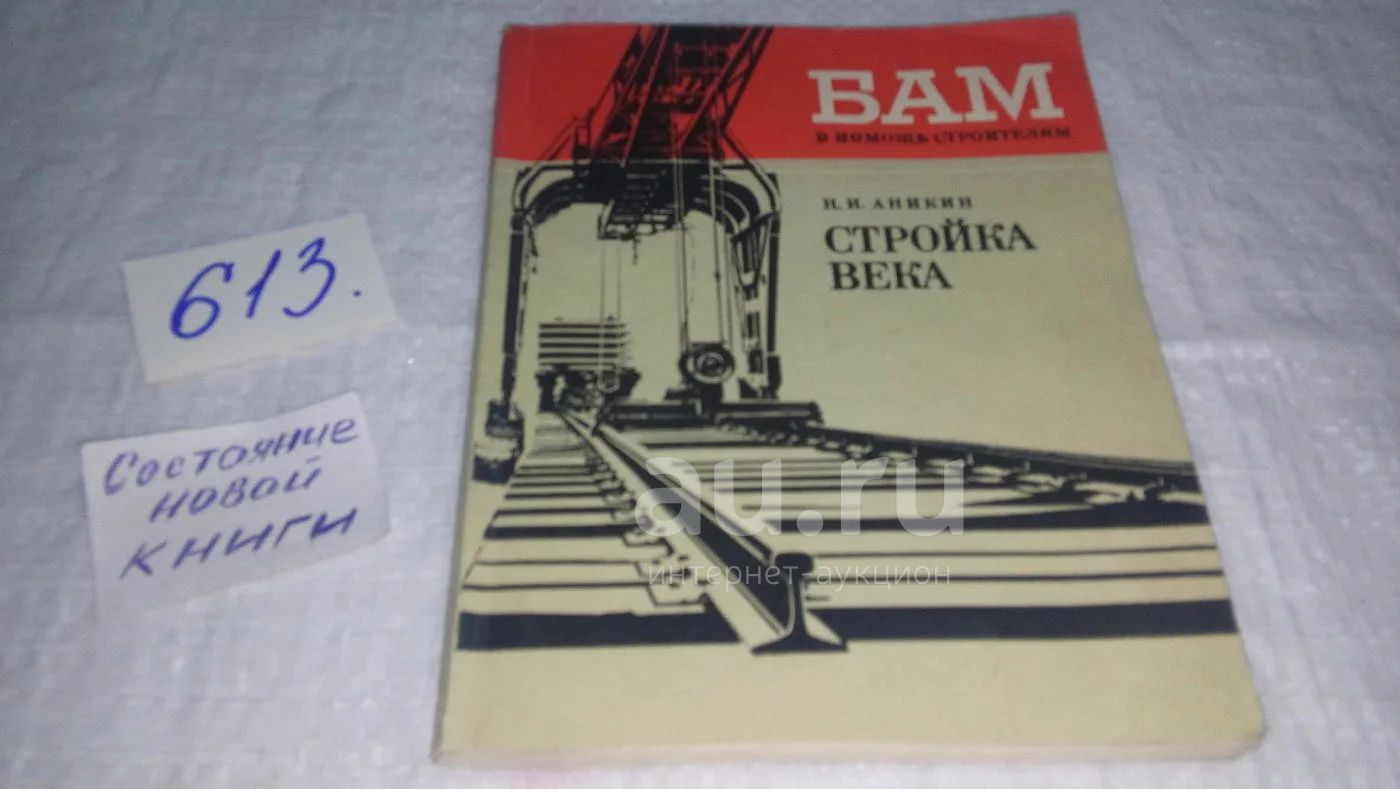 БАМ
В ПОМОЩЬ СТРОИТЕЛЯМ
Н. И. АНИКИН
СТРОЙКА
ВЕКА
613.
Состояние
новой
книги
au.ru
интернет-аукцион